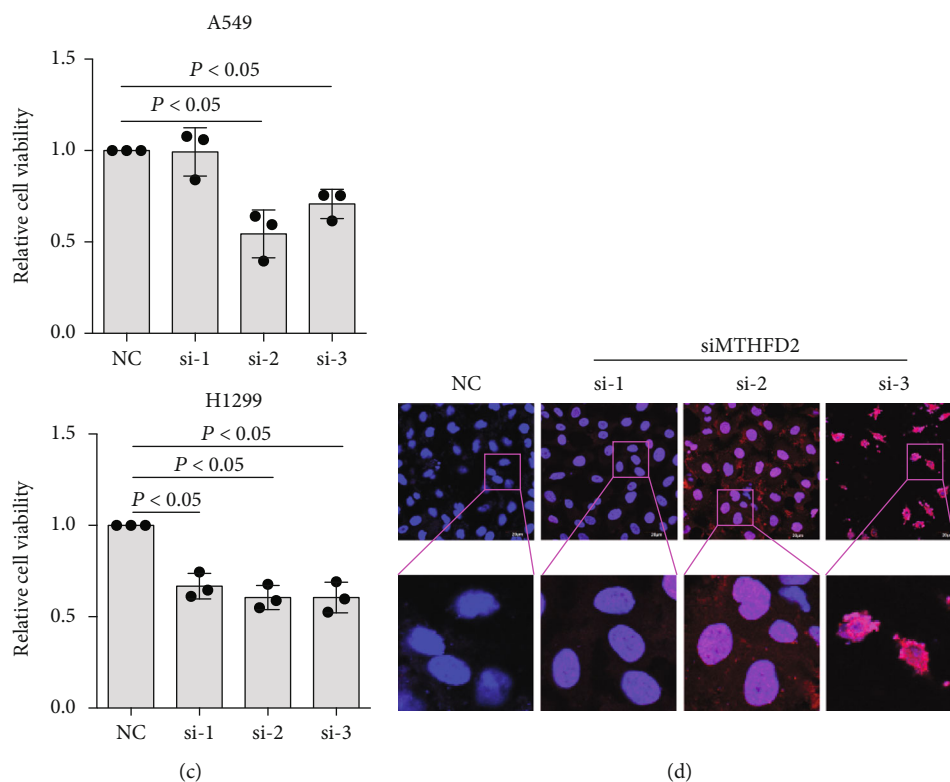 A549
Relative cell viability
1.5
1.0
0.5
0.0
P < 0.05
P < 0.05
NC si-1 si-2 si-3
H1299
Relative cell viability
1.5
1.0
0.5
0.0
P < 0.05
P < 0.05
P < 0.05
NC si-1 si-2 si-3
(c)
siMTHFD2
NC si-1 si-2 si-3
20μm
(d)